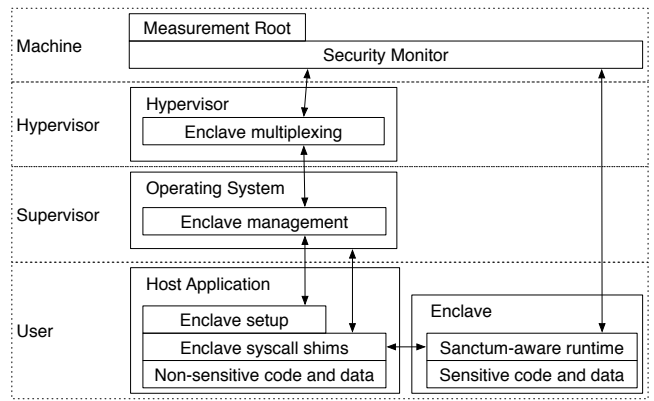 Measurement Root
Machine
Security Monitor
Hypervisor
Hypervisor
Enclave multiplexing
Operating System
Supervisor
Enclave management
Host Application
Enclave
Enclave setup
User
Enclave syscall shims
Sanctum-aware runtime
Non-sensitive code and data
Sensitive code and data